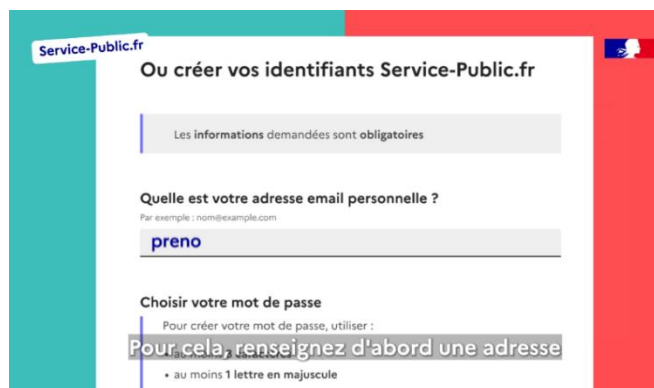 Service-Public.fr
Ou créer vos identifiants Service-Public.fr
Les informations demandées sont obligatoires
Quelle est votre adresse email personnelle ?
Par exemple : nom@example.com
preno
Choisir votre mot de passe
Pour créer votre mot de passe, utiliser :
Pour cela, renseignez d'abord une adresse
• au moins 1 lettre en majuscule